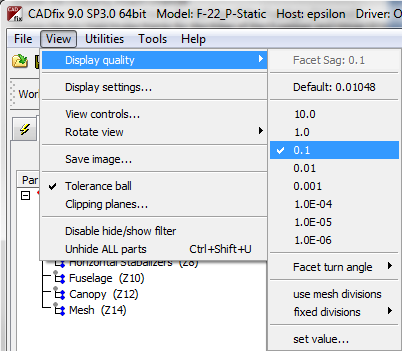 CADfix 9.0 SP3.0 64bit Model: F-22_P-Static Host: epsilon Driver: O
File View Utilities Tools Help
Display quality
Facet Sag: 0.1
Display settings...
Default: 0.01048
Wor
View controls...
10.0
Rotate view
1.0
0.1
Save image...
0.01
Par
Tolerance ball
0.001
Clipping planes...
1.0E-04
1.0E-05
Disable hide/show filter
Unhide ALL parts Ctrl+Shift+U
1.0E-06
Horizontal Stabalizers (Z8)
Facet turn angle
Fuselage (Z10)
Canopy (Z12)
use mesh divisions
Mesh (Z14)
fixed divisions
set value...